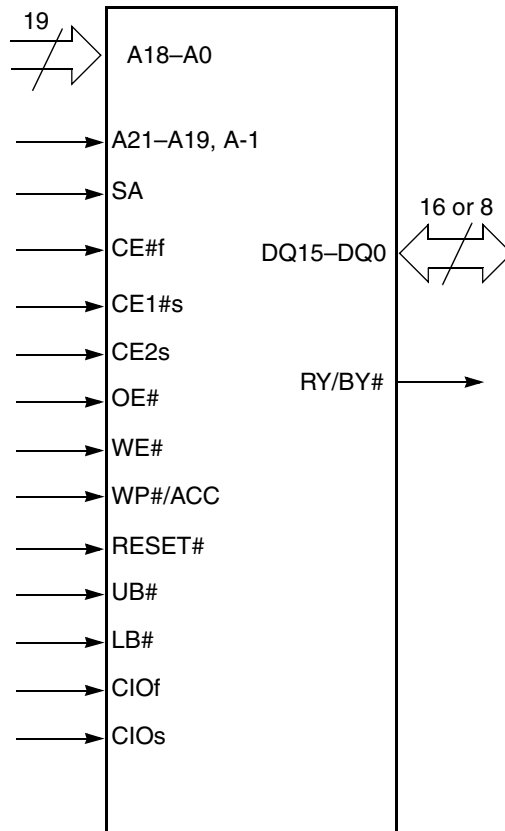 19
A18–A0
A21–A19, A-1
SA
16 or 8
CE#f
DQ15–DQ0
CE1#s
CE2s
RY/BY#
OE#
WE#
WP#/ACC
RESET#
UB#
LB#
CIOf
CIOs